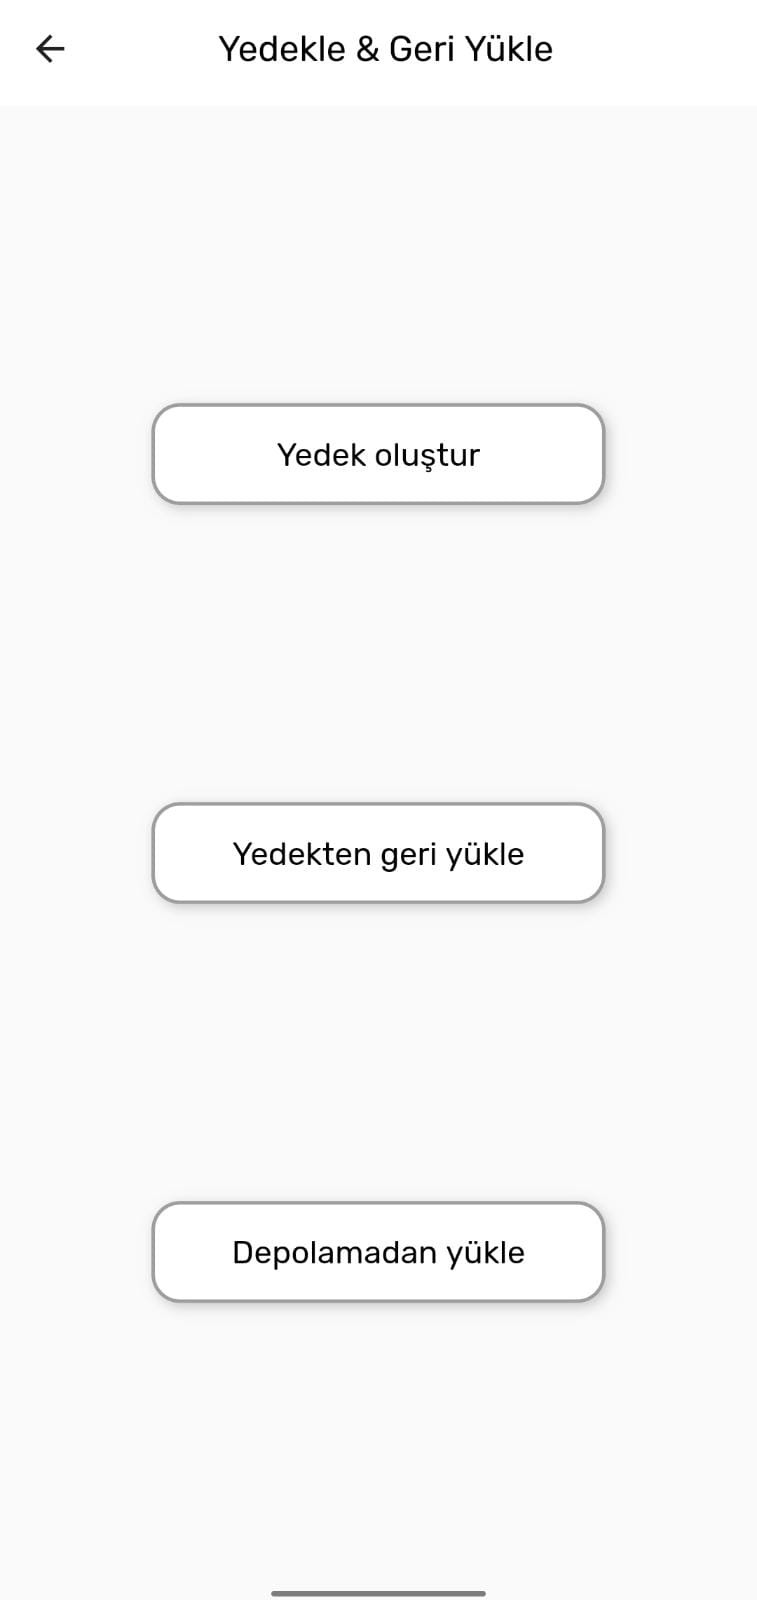 Yedekle & Geri Yükle
Yedek oluştur
Yedekten geri yükle
Depolamadan yükle